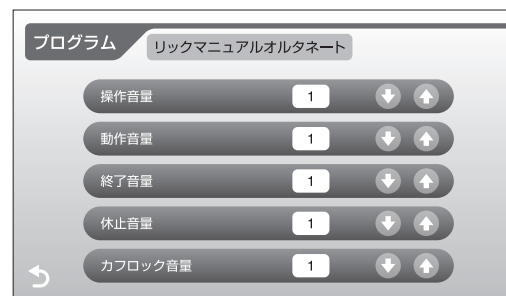 プログラム
リックマニュアルオルタネート
操作音量 1
動作音量 1
終了音量 1
休止音量 1
カフロック音量 1